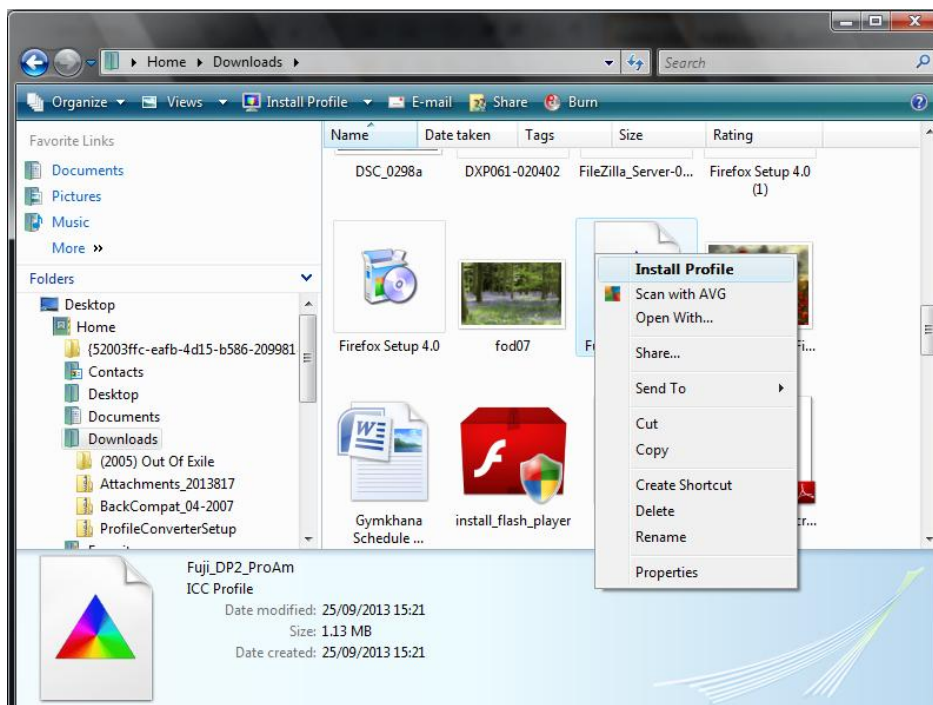 Home ▸ Downloads ▸
Search
Organize Views Install Profile E-mail Share Burn
Favorite Links
Documents
Pictures
Music
More »
Folders
Desktop
Home
{52003ffc-eafb-4d15-b586-209981
Contacts
Desktop
Documents
Downloads
(2005) Out Of Exile
Attachments_2013817
BackCompat_04-2007
ProfileConverterSetup
Name Date taken Tags Size Rating
DSC_0298a DXP061-020402 FileZilla_Server-0... Firefox Setup 4.0
(1)
Firefox Setup 4.0 fod07
Gymkhana install_flash_player
Schedule ...
Install Profile
Scan with AVG
Open With...
Share...
Send To
Cut
Copy
Create Shortcut
Delete
Rename
Properties
Fuji_DP2_ProAm
ICC Profile
Date modified: 25/09/2013 15:21
Size: 1.13 MB
Date created: 25/09/2013 15:21